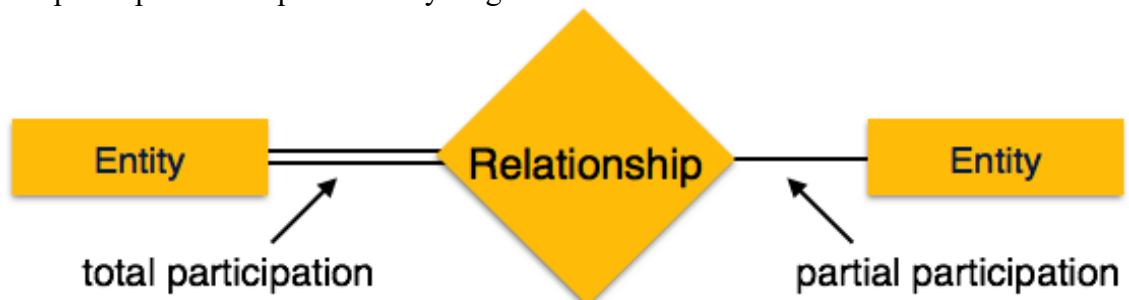 Entity
Relationship
Entity
total participation
partial participation